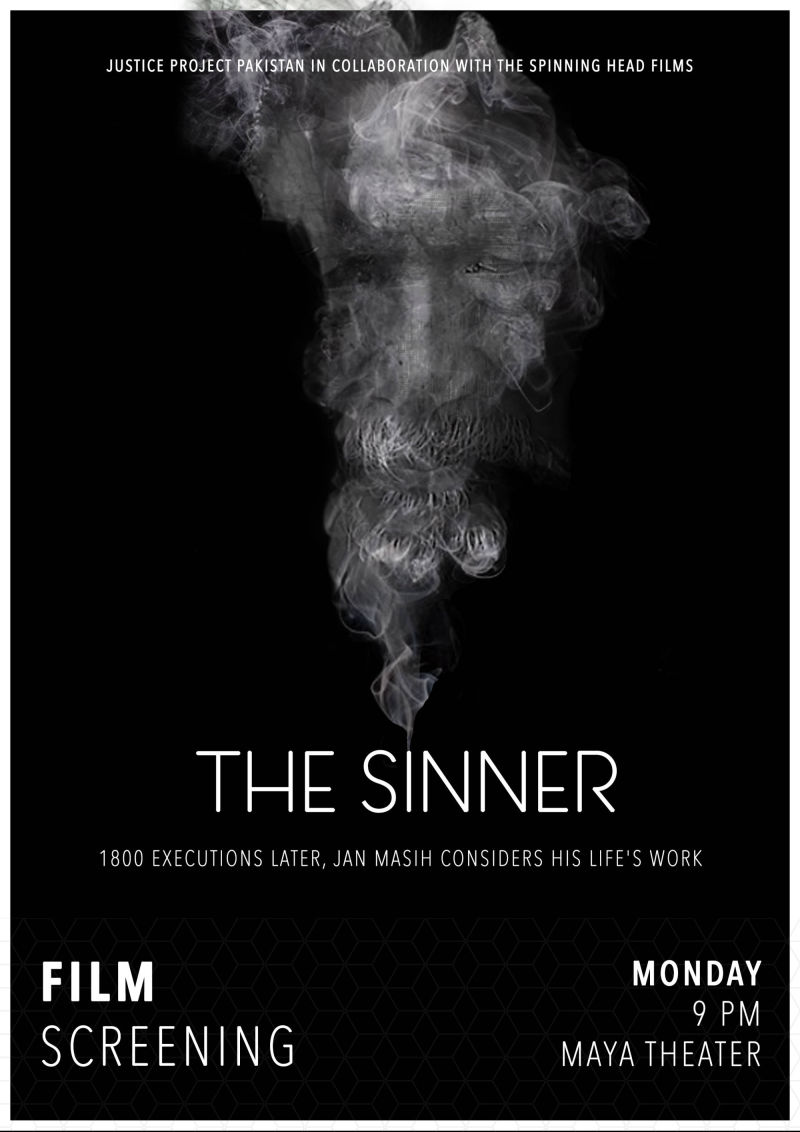 JUSTICE PROJECT PAKISTAN IN COLLABORATION WITH THE SPINNING HEAD FILMS
THE SINNER
1800 EXECUTIONS LATER, JAN MASIH CONSIDERS HIS LIFE'S WORK
FILM
SCREENING
MONDAY
9 PM
MAYA THEATER